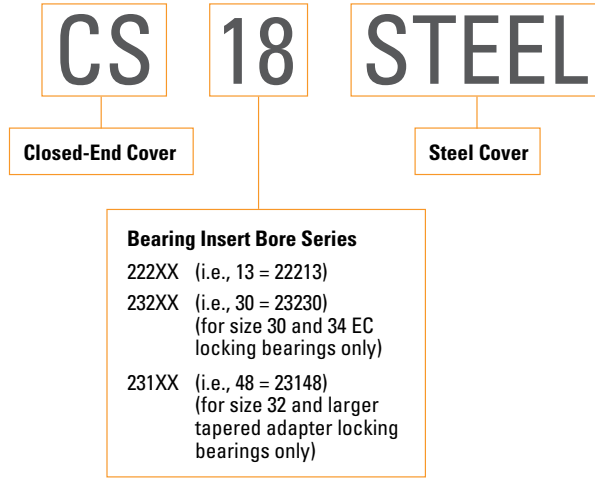 CS 18 STEEL
Closed-End Cover
Steel Cover
Bearing Insert Bore Series
222XX (i.e., 13 = 22213)
232XX (i.e., 30 = 23230)
(for size 30 and 34 EC
locking bearings only)
231XX (i.e., 48 = 23148)
(for size 32 and larger
tapered adapter locking
bearings only)